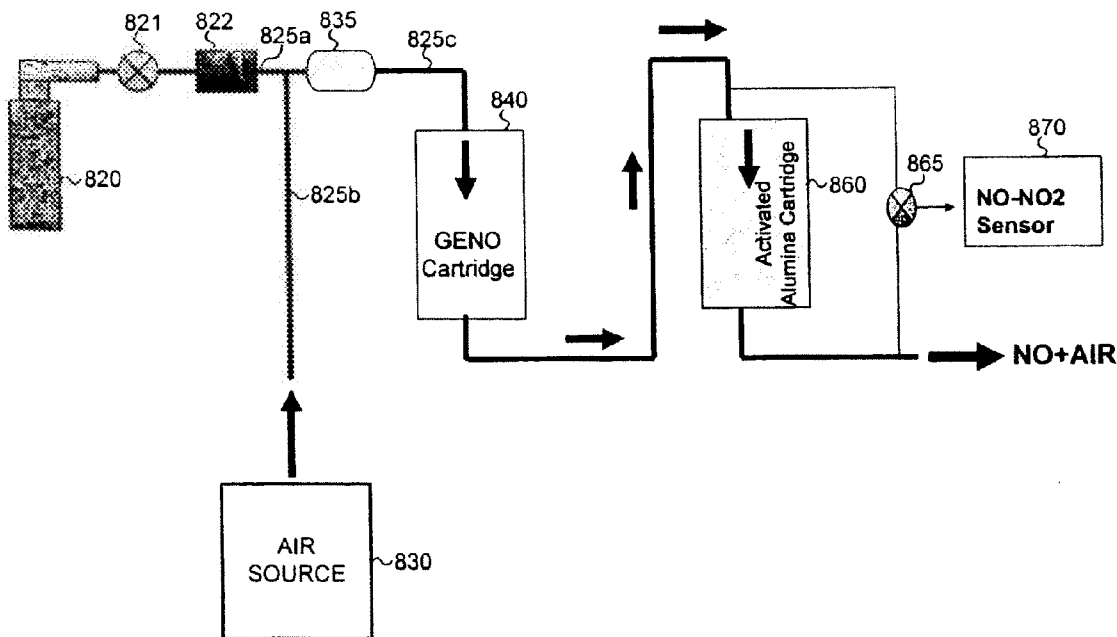 821
822
825a
835
825c
820
825b
840
GENO
Cartridge
Activated
Alumina Cartridge
860
865
870
NO-NO2
Sensor
NO+AIR
AIR
SOURCE
830